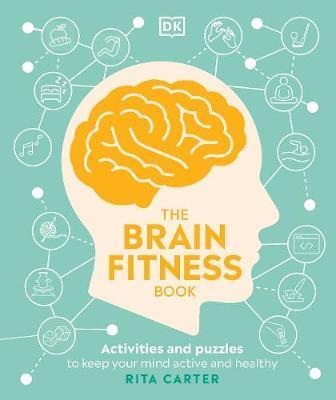 DK
THE
BRAIN
FITNESS
BOOK
Activities and puzzles
to keep your mind active and healthy
RITA CARTER